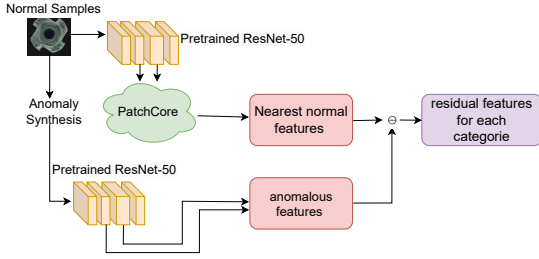 Normal Samples
Pretrained ResNet-50
PatchCore
Nearest normal
features
⊖
residual features
for each
categorie
Anomaly
Synthesis
Pretrained ResNet-50
anomalous
features